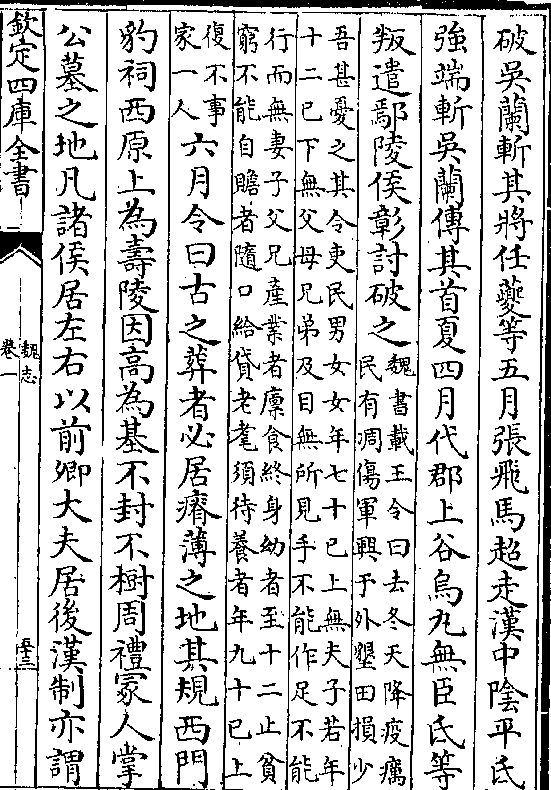 破吳蘭斬其將任夔等五月張飛馬超走漢中陰平氐
強端斬吳蘭傳其首夏四月代郡上谷烏丸無臣氐等
叛遣鄢陵侯彰討破之
魏書載王令曰去冬天降疫癘
民有凋傷軍興于外墾田損少
吾甚憂之其令吏民男女女年七十已上無夫子若年
十二已下無父母兄弟及目無所見手不能作足不能
行而無妻子父兄產業者廩食終身幼者至十二止貧
窮不能自贍者隨口給貸老耄須待養者年九十已上
復不事
家一人
六月令曰古之葬者必居瘠薄之地其規西門
豹祠西原上為壽陵因高為基不封不樹周禮冢人掌
公墓之地凡諸侯居左右以前卿大夫居後漢制亦謂
欽定四庫全書
魏志
卷一